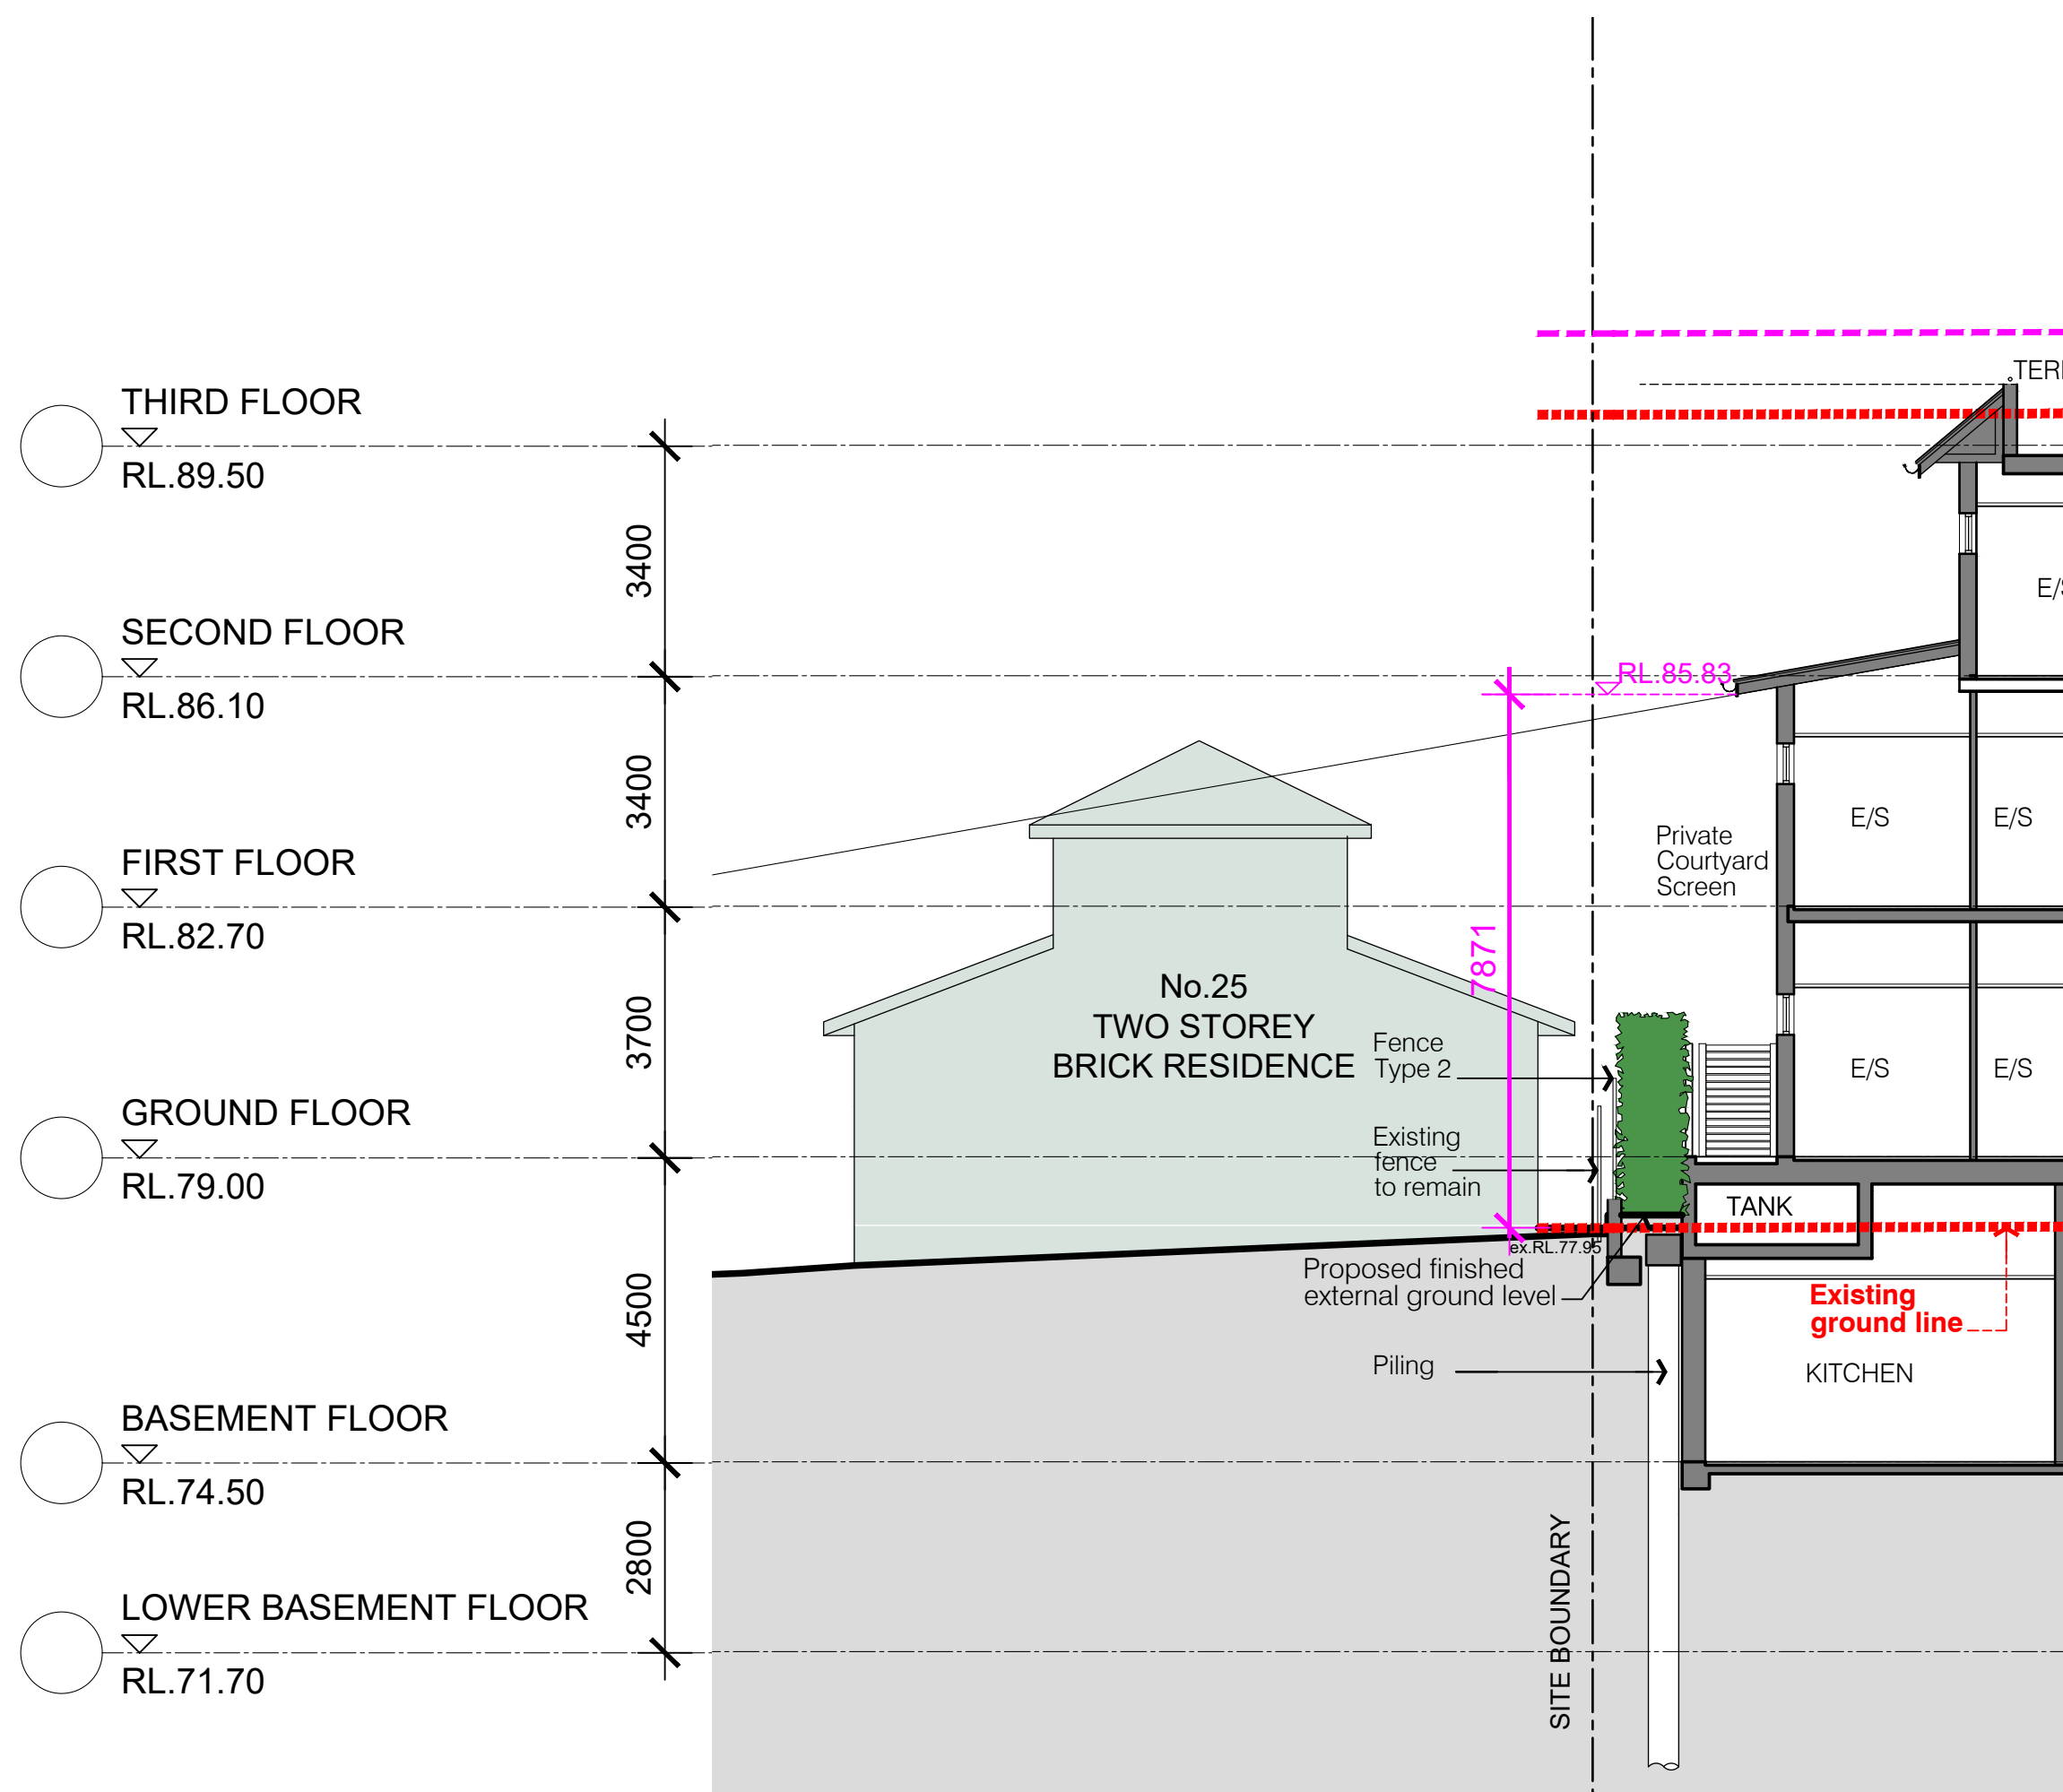 THIRD FLOOR
RL.89.50
3400
SECOND FLOOR
RL.86.10
3400
FIRST FLOOR
RL.82.70
3700
GROUND FLOOR
RL.79.00
4500
BASEMENT FLOOR
RL.74.50
2800
LOWER BASEMENT FLOOR
RL.71.70
No.25
TWO STOREY
BRICK RESIDENCE
7871
RL.85.83
Fence
Type 2
Existing
fence
to remain
ex.RL.77.95
Proposed finished
external ground level
Piling
SITE BOUNDARY
Private
Courtyard
Screen
E/S
E/S
E/S
E/S
E/S
TANK
Existing
ground line
KITCHEN